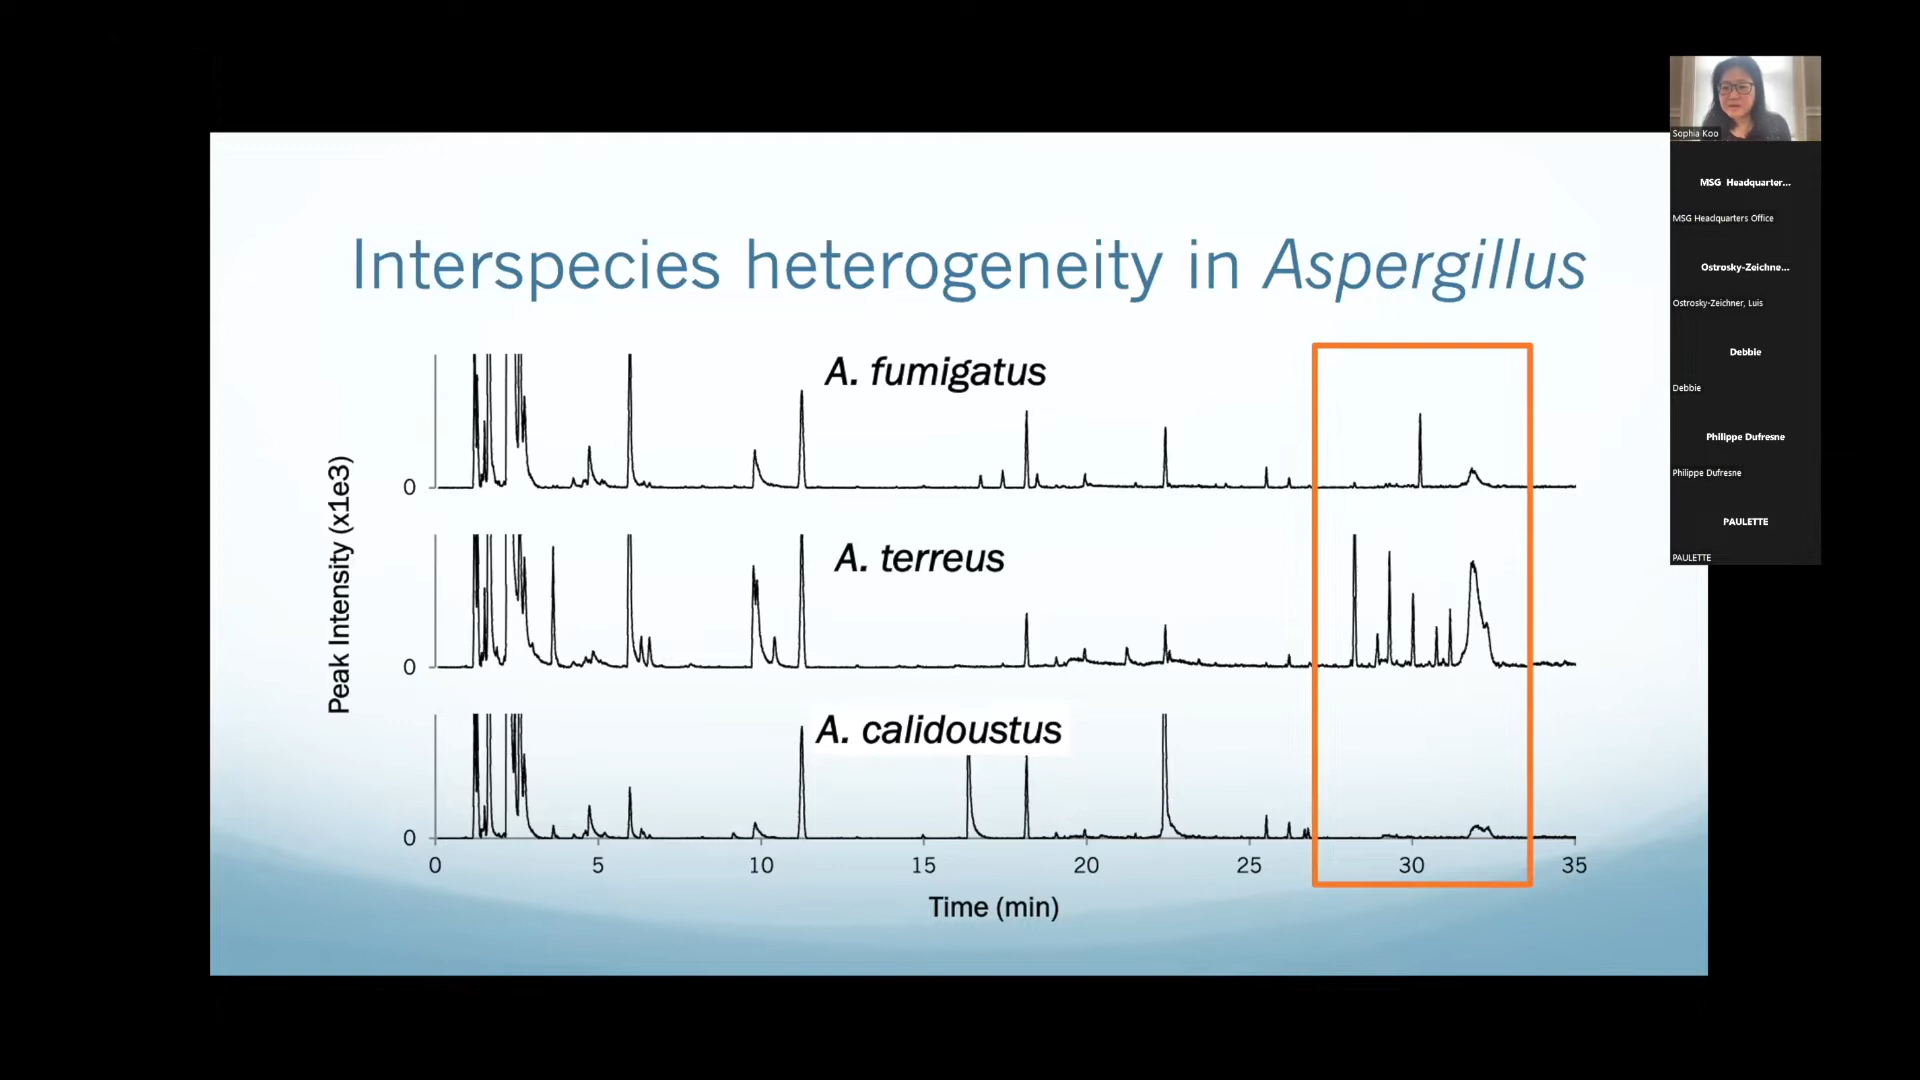 Sophia Koo
MSG Headquarter...
MSG Headquarters Office
Ostrosky-Zeichne...
Ostrosky-Zeichner, Luis
Debbie
Debbie
Philippe Dufresne
Philippe Dufresne
PAULETTE
PAULETTE
Interspecies heterogeneity in Aspergillus
Peak Intensity (x1e3)
A. fumigatus
0
A. terreus
0
A. calidoustus
0
0 5 10 15 20 25 30 35
Time (min)